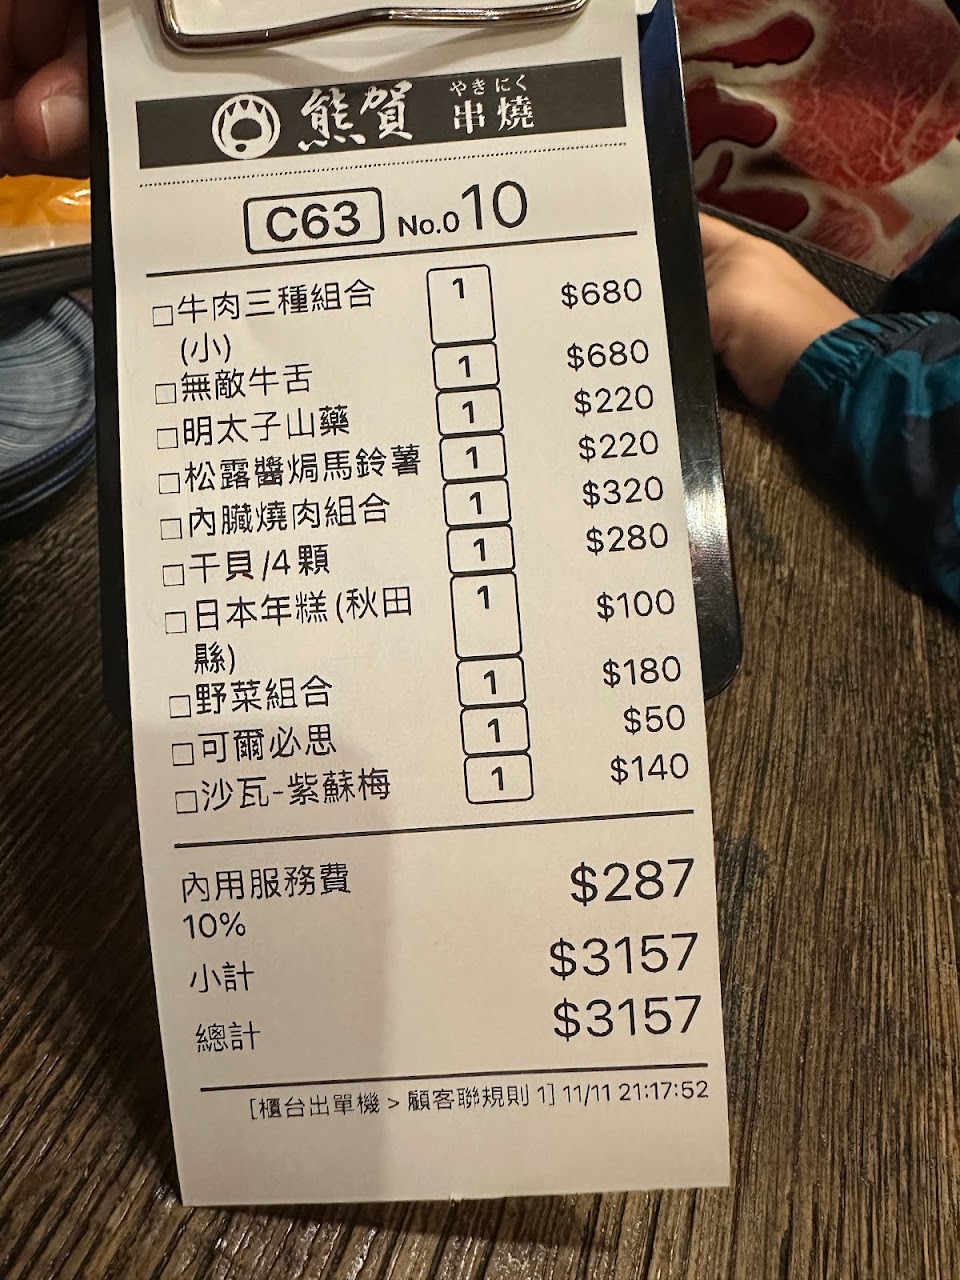 熊賀 やきにく 串燒
C63 No.010
□牛肉三種組合 1 $680
(小)
□無敵牛舌 1 $680
□明太子山藥 1 $220
□松露醬焗馬鈴薯 1 $220
□內臟燒肉組合 1 $320
□干貝/4顆 1 $280
□日本年糕(秋田 1 $100
縣)
□野菜組合 1 $180
□可爾必思 1 $50
□沙瓦-紫蘇梅 1 $140
內用服務費 $287
10%
小計 $3157
總計 $3157
[櫃台出單機 > 顧客聯規則 1] 11/11 21:17:52